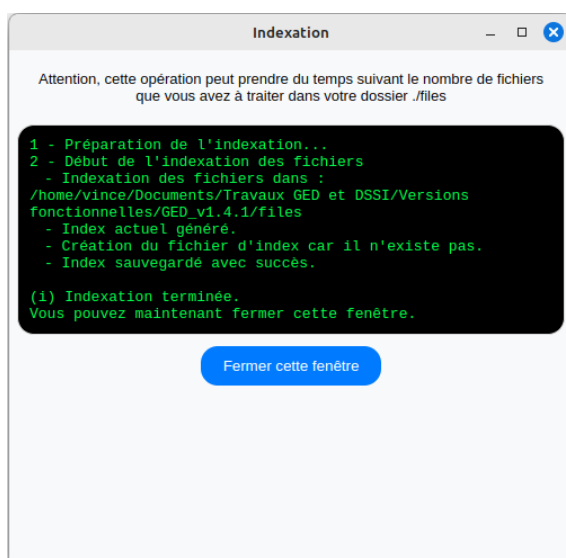 Indexation
Attention, cette opération peut prendre du temps suivant le nombre de fichiers
que vous avez à traiter dans votre dossier ./files
1 - Préparation de l'indexation...
2 - Début de l'indexation des fichiers
- Indexation des fichiers dans :
/home/vince/Documents/Travaux GED et DSSI/Versions
fonctionnelles/GED_v1.4.1/files
- Index actuel généré.
- Création du fichier d'index car il n'existe pas.
- Index sauvegardé avec succès.
(i) Indexation terminée.
Vous pouvez maintenant fermer cette fenêtre.
Fermer cette fenêtre